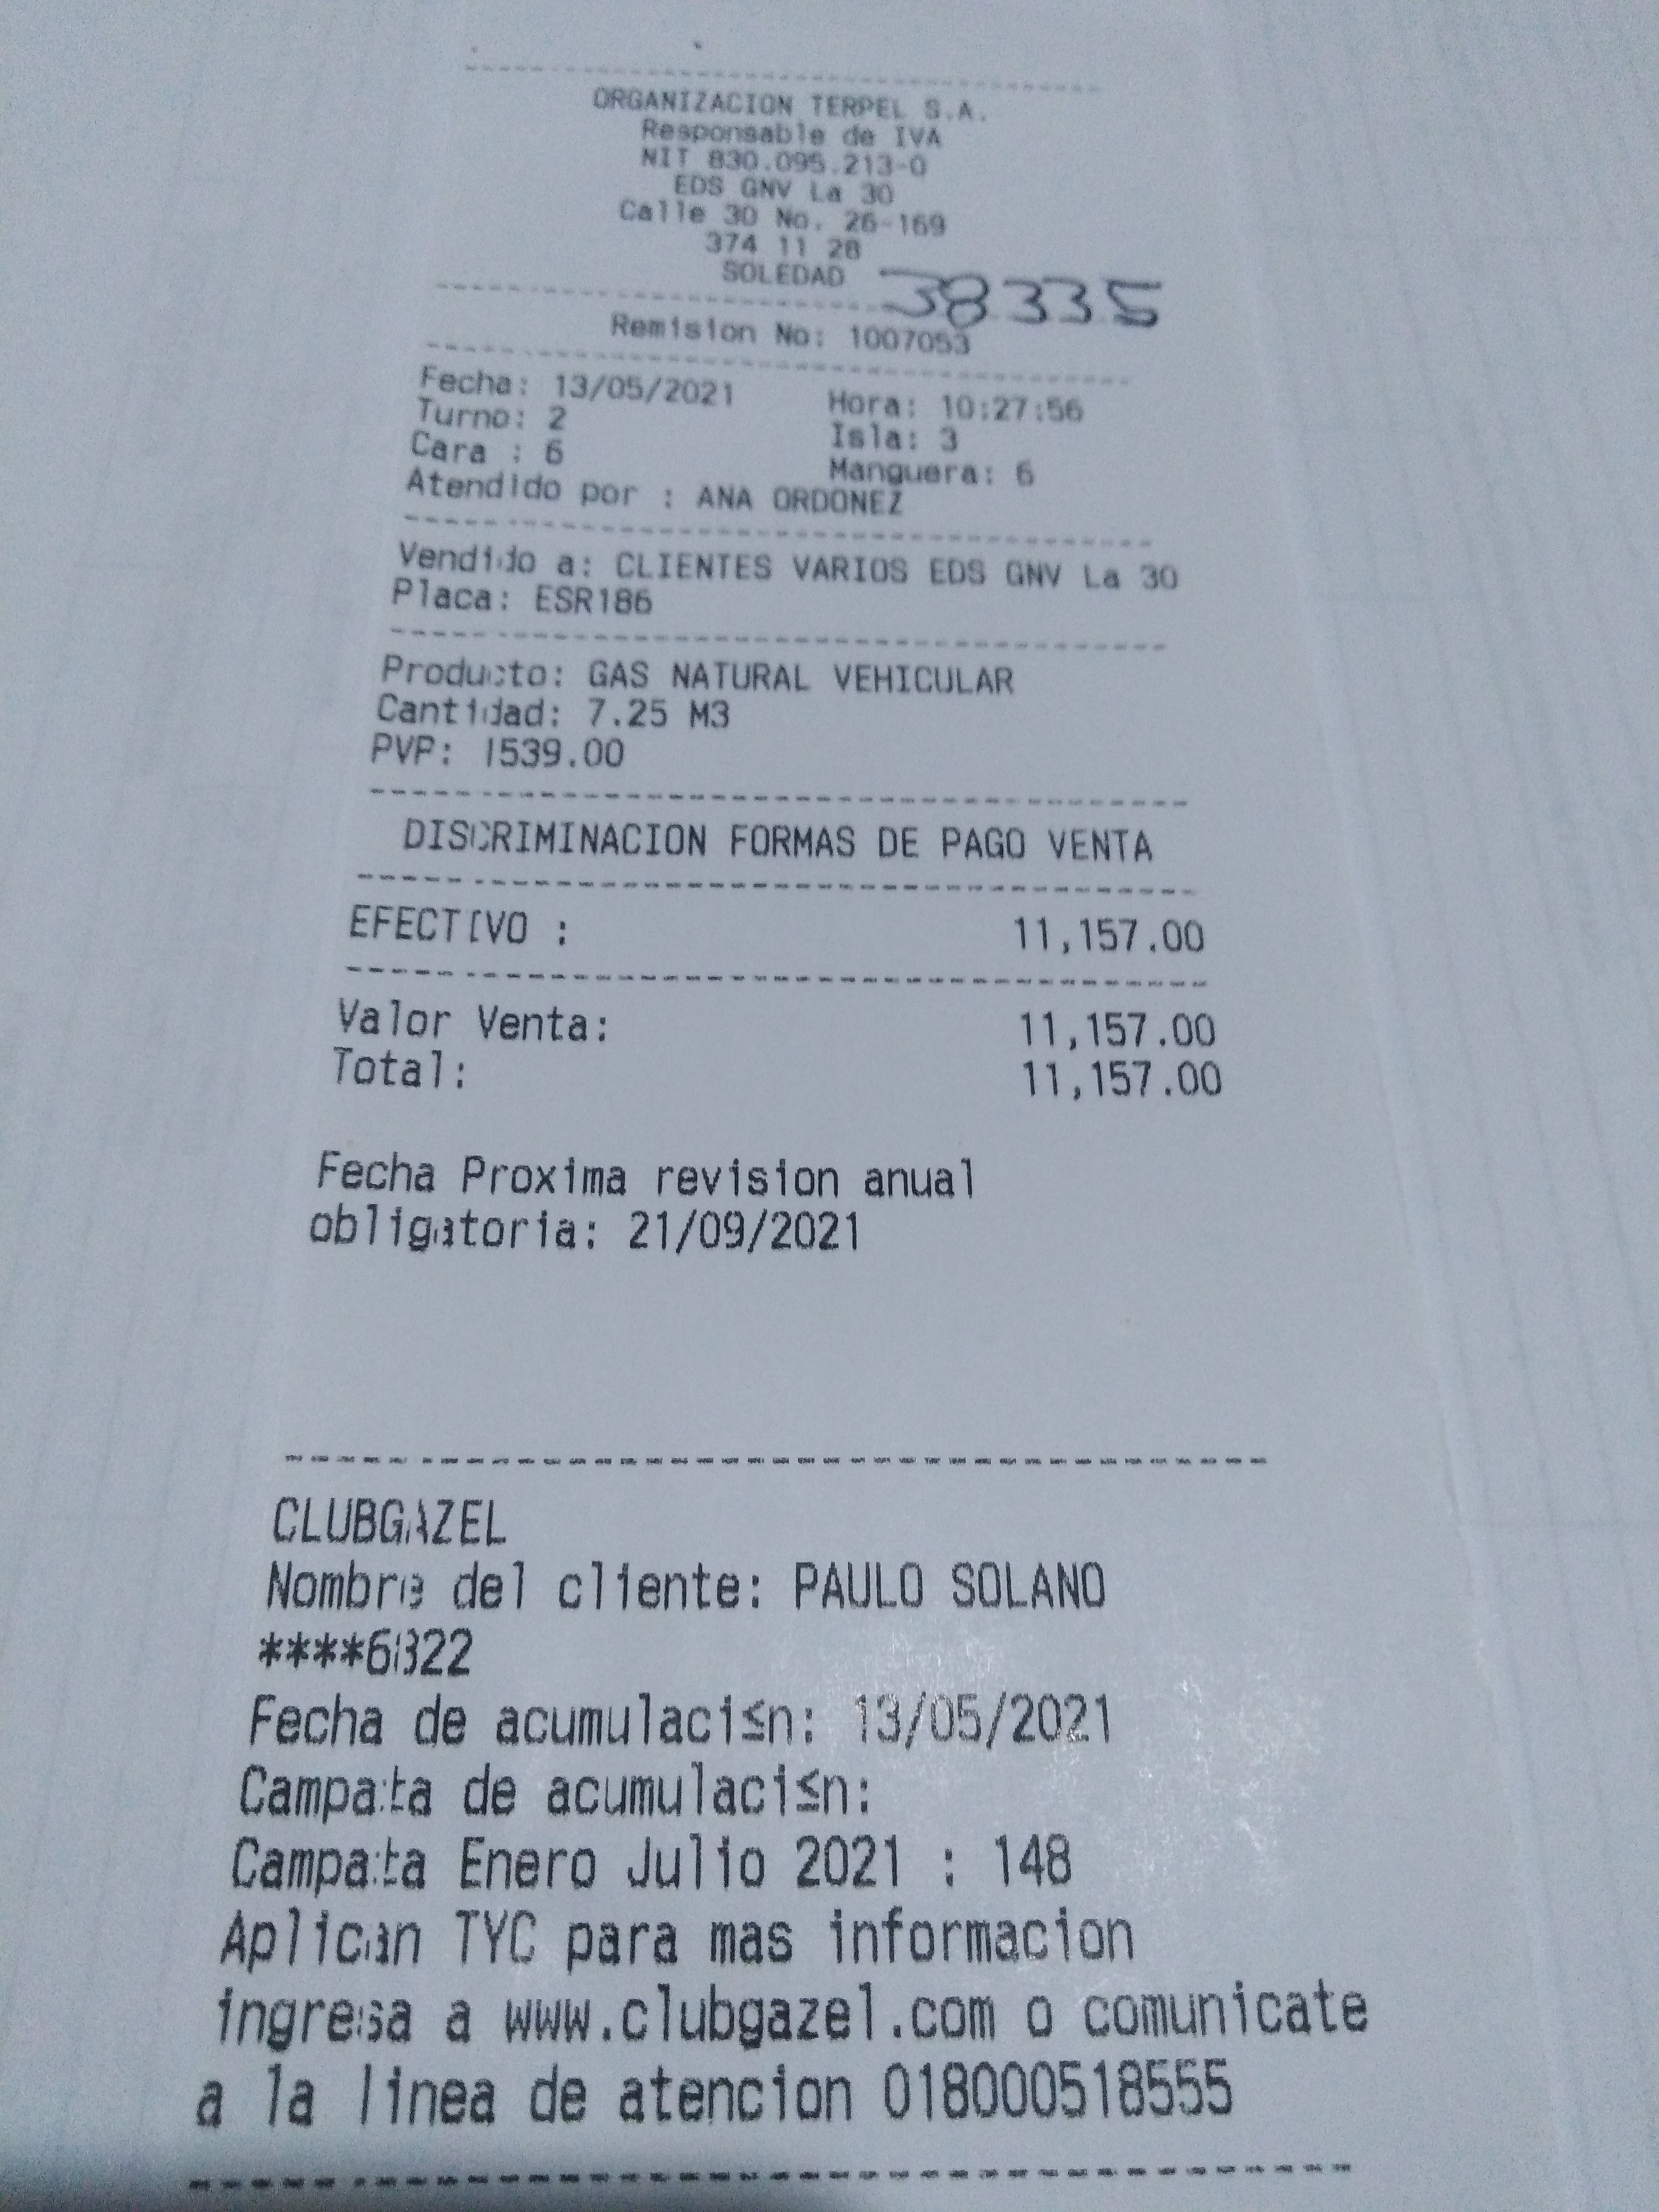 ORGANIZACION TERPEL S.A.
Responsable de IVA
NIT 830.095.213-0
EDS GNV La 30
Calle 30 No. 26-169
374 11 28
SOLEDAD 38335
Remision No: 1007053
Fecha: 13/05/2021 Hora: 10:27:56
Turno: 2 Isla: 3
Cara : 6 Manguera: 6
Atendido por : ANA ORDONEZ
Vendido a: CLIENTES VARIOS EDS GNV La 30
Placa: ESR186
Producto: GAS NATURAL VEHICULAR
Cantidad: 7.25 M3
PVP: 1539.00
DISCRIMINACION FORMAS DE PAGO VENTA
EFECTIVO : 11,157.00
Valor Venta: 11,157.00
Total: 11,157.00
Fecha Proxima revision anual
obligatoria: 21/09/2021
CLUBGAZEL
Nombre del cliente: PAULO SOLANO
Fecha de acumulaci≤n: 13/05/2021
Campa±a de acumulaci≤n:
Campa±a Enero Julio 2021 : 148
Aplican TYC para mas informacion
ingresa a www.clubgazel.com o comunicate
a la linea de atencion 018000518555